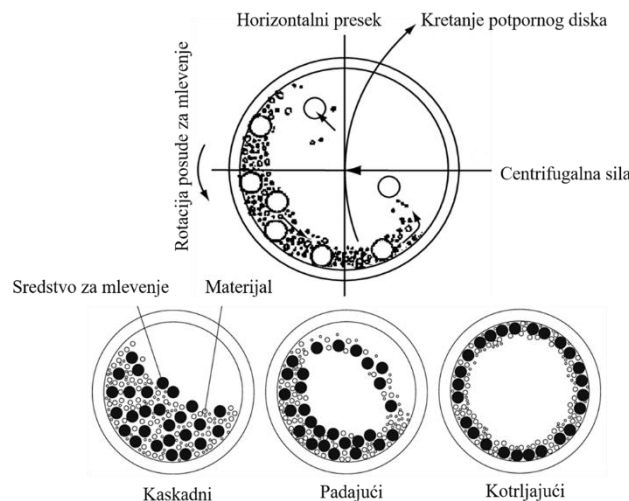 Horizontalni presek
Kretanje potpornog diska
Rotacija posude za mlevenje
Centrifugalna sila
Sredstvo za mlevenje
Materijal
Kaskadni
Padajući
Kotrljajući